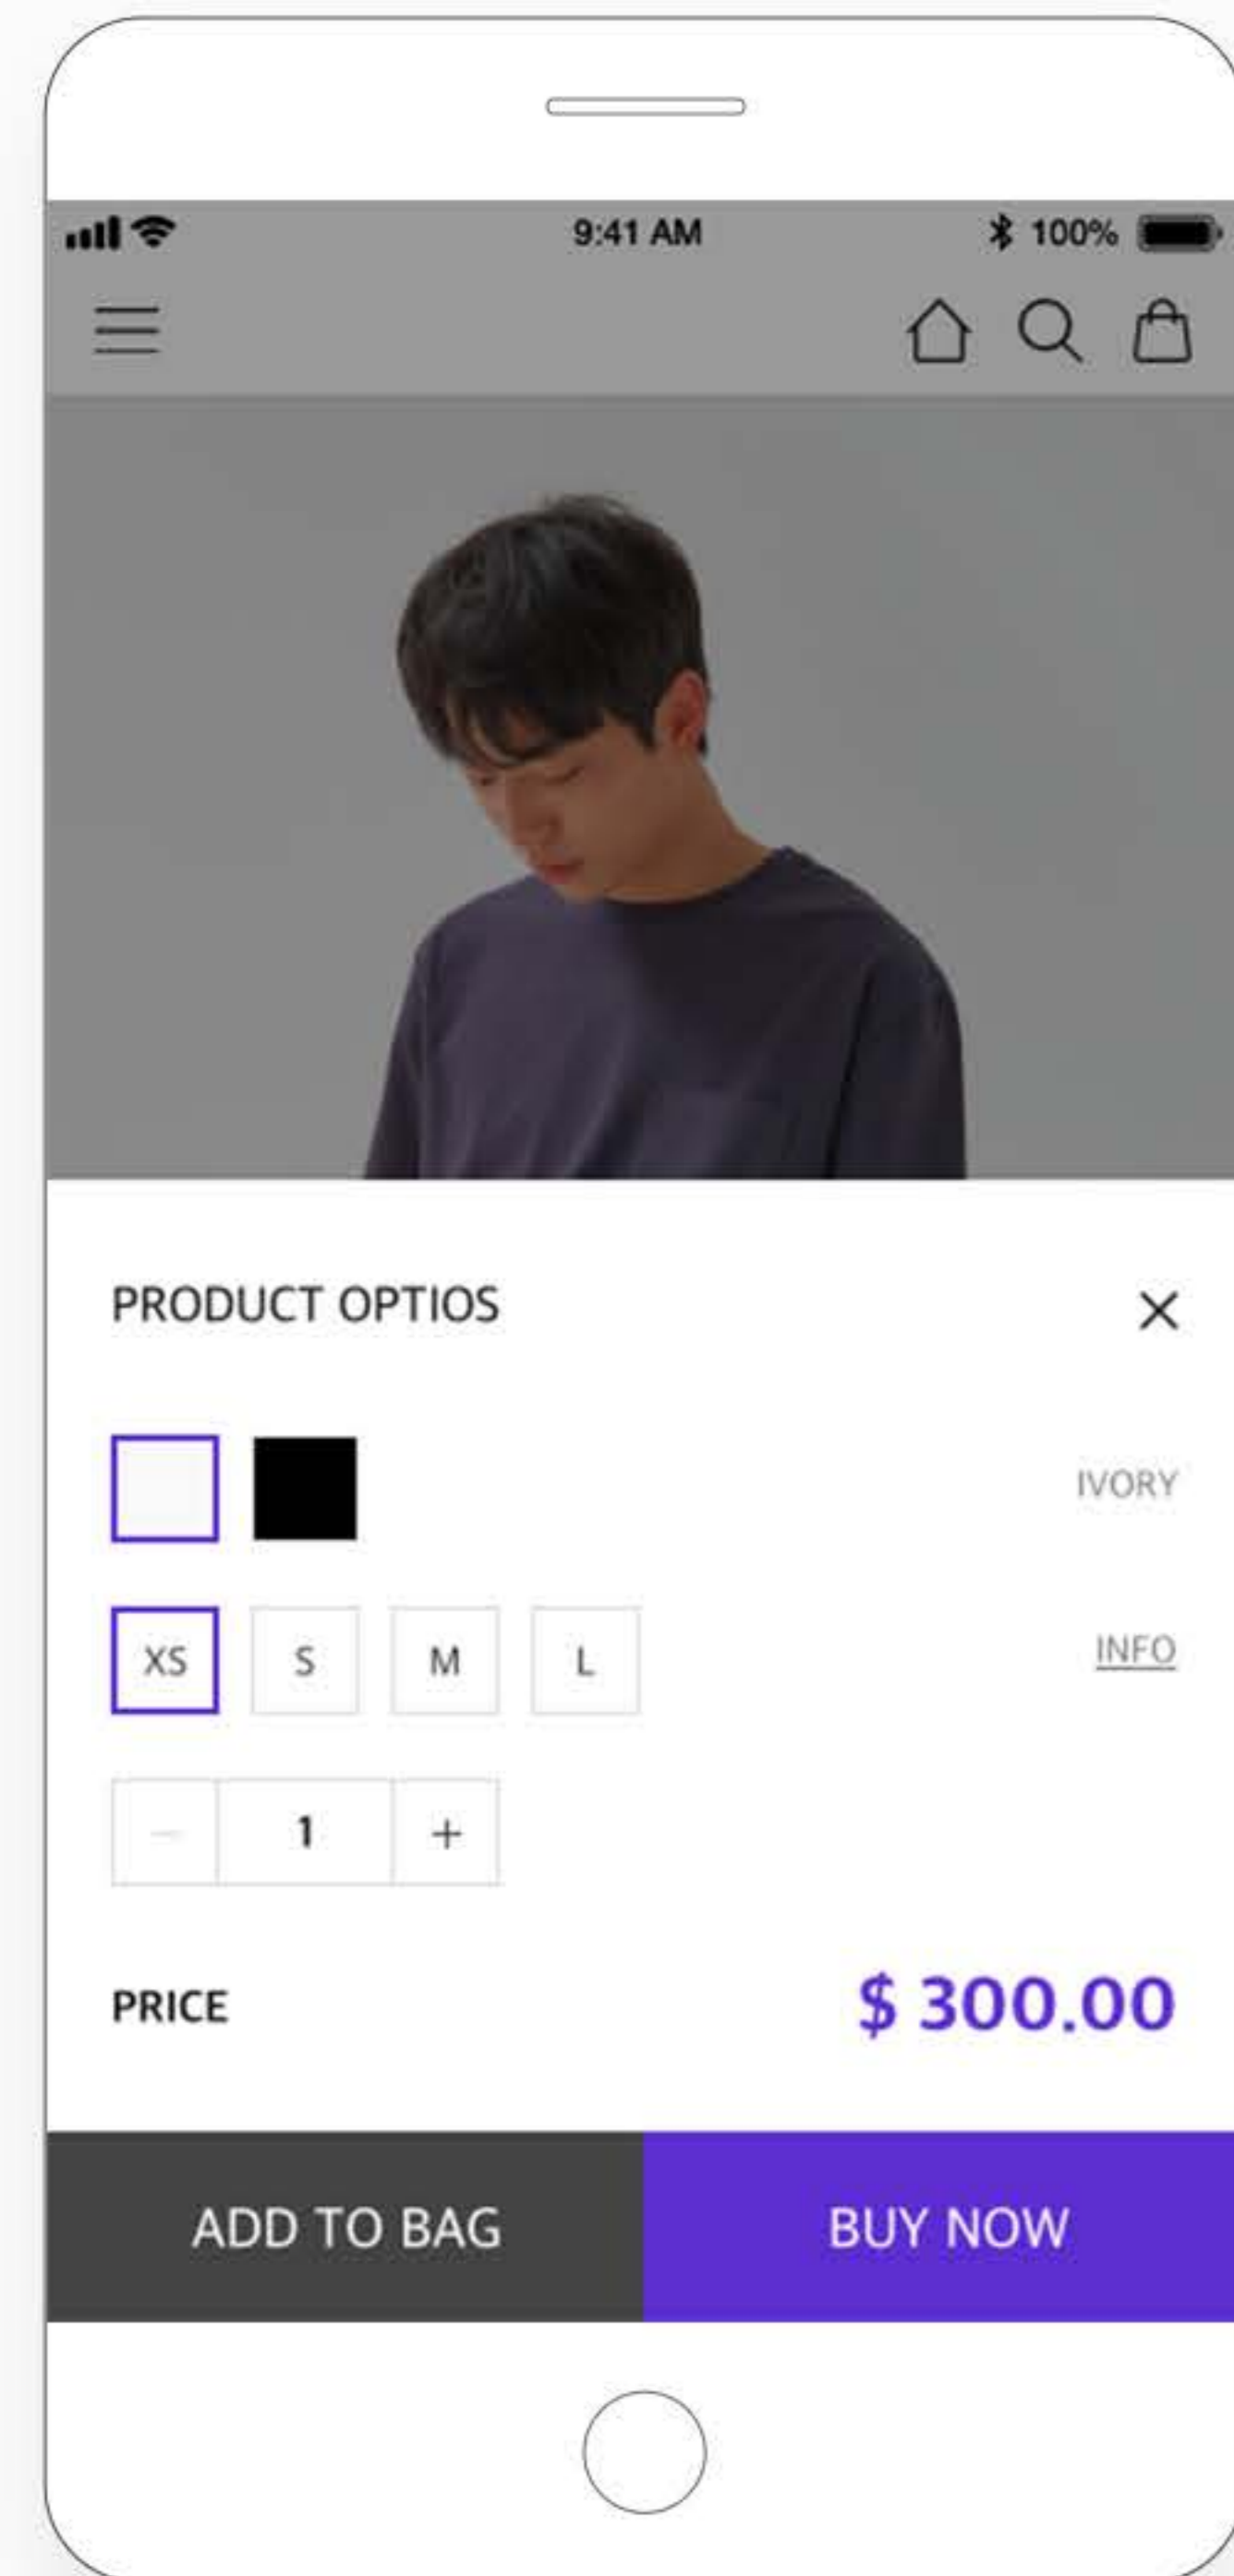 9:41 AM 100%
PRODUCT OPTIOS
IVORY
XS S M L INFO
− 1 +
PRICE $ 300.00
ADD TO BAG BUY NOW